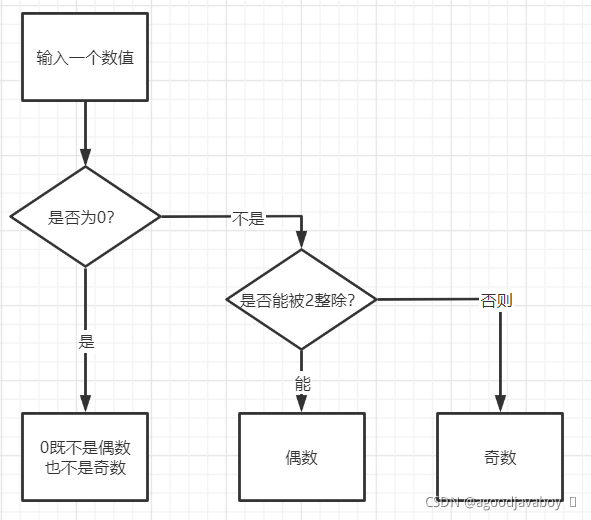 输入一个数值
是否为0?
不是
是否能被2整除?
否则
是
能
0既不是偶数
也不是奇数
偶数
奇数
CSDN @agoodjavaboy